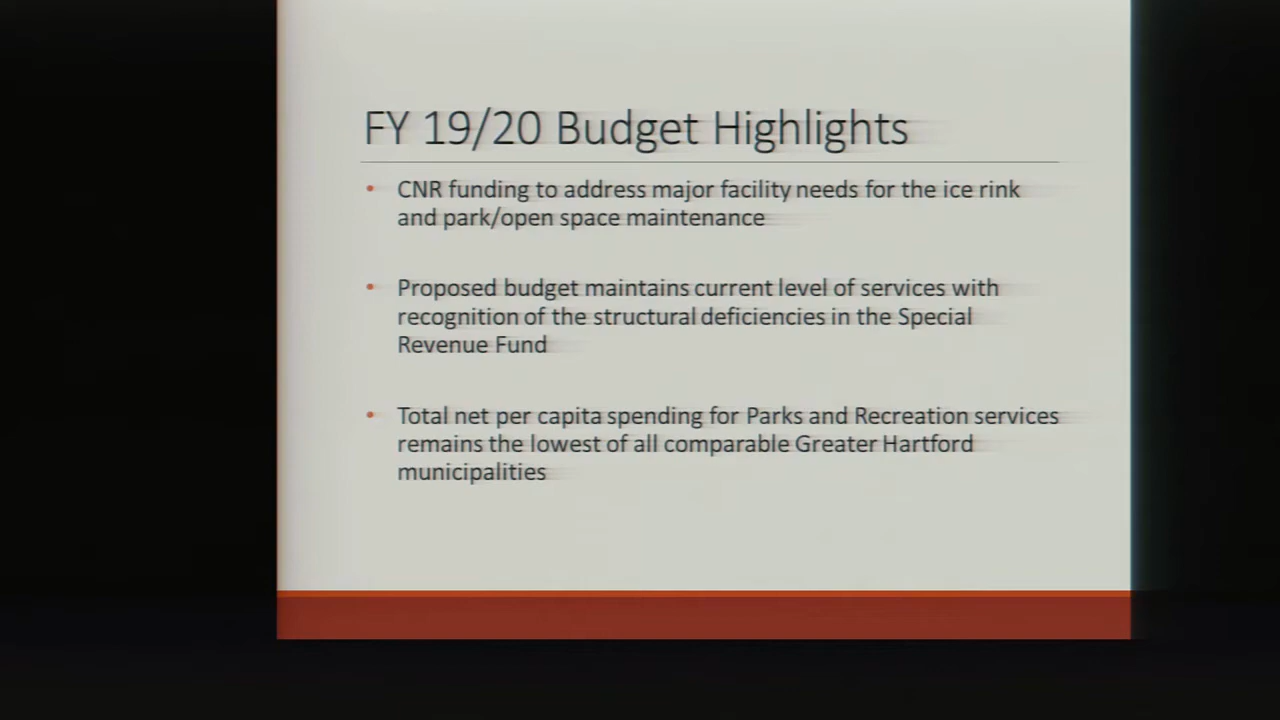 FY 19/20 Budget Highlights
• CNR funding to address major facility needs for the ice rink
and park/open space maintenance
• Proposed budget maintains current level of services with
recognition of the structural deficiencies in the Special
Revenue Fund
• Total net per capita spending for Parks and Recreation services
remains the lowest of all comparable Greater Hartford
municipalities